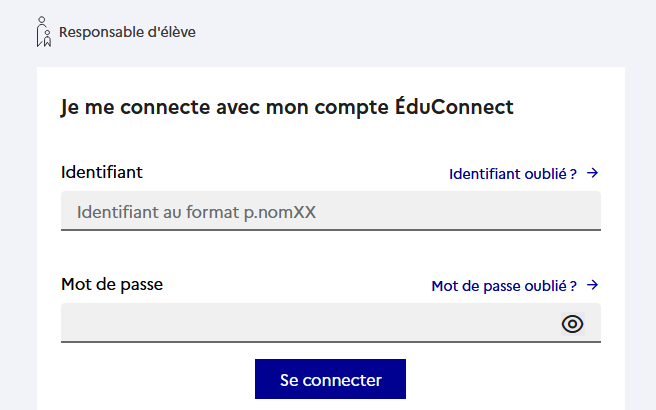 Responsable d'élève
Je me connecte avec mon compte ÉduConnect
Identifiant
Identifiant oublié ?
Identifiant au format p.nomXX
Mot de passe
Mot de passe oublié ?
Se connecter